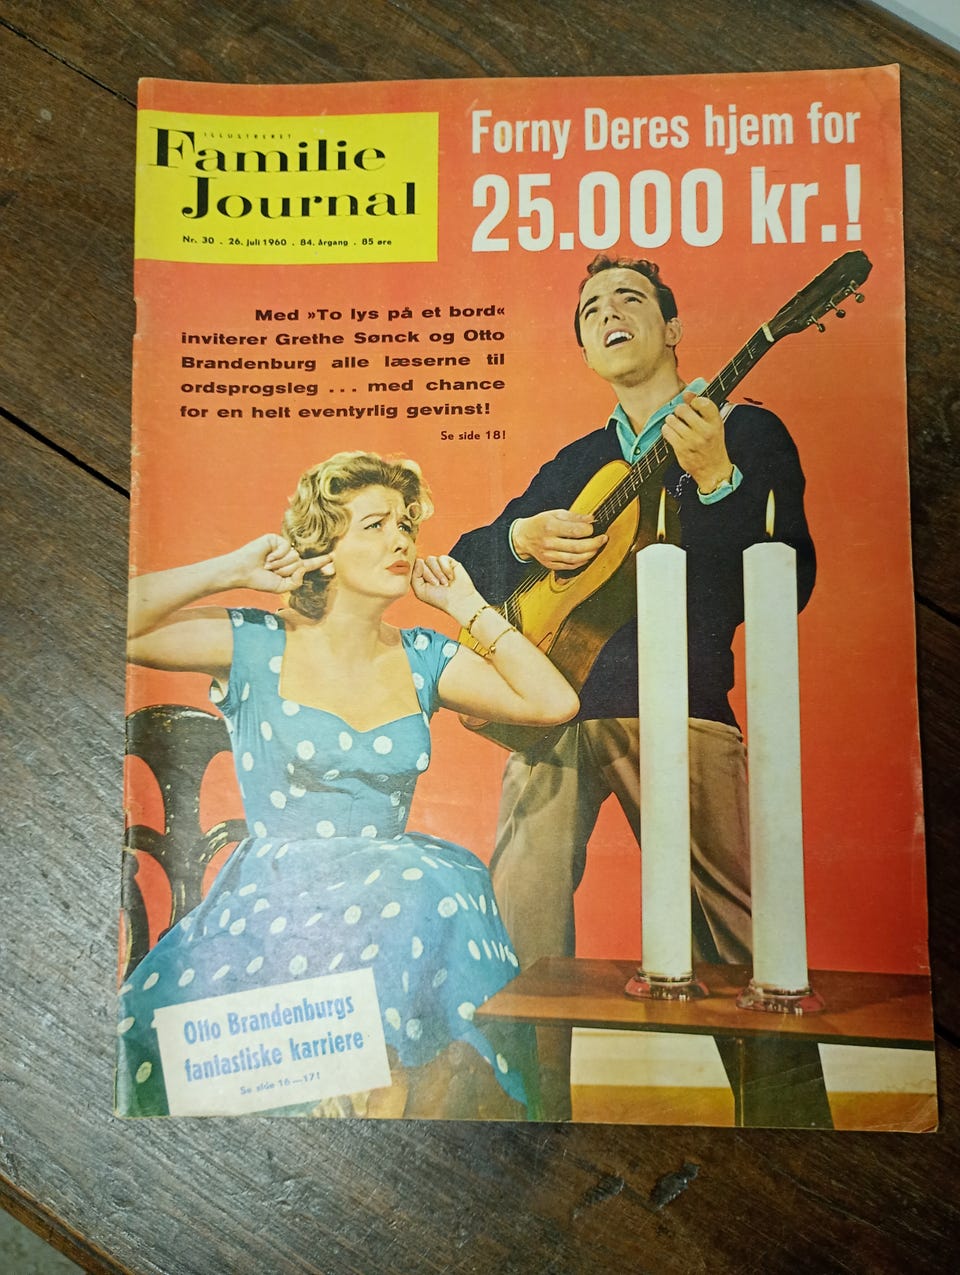 ILLUSTRERET
Familie
Journal
Nr. 30 . 26. juli 1960 . 84. årgang . 85 øre
Forny Deres hjem for
25.000 kr.!
Med »To lys på et bord«
inviterer Grethe Sønck og Otto
Brandenburg alle læserne til
ordsprogsleg ... med chance
for en helt eventyrlig gevinst!
Se side 18!
Otto Brandenburgs
fantastiske karriere
Se side 16—17!